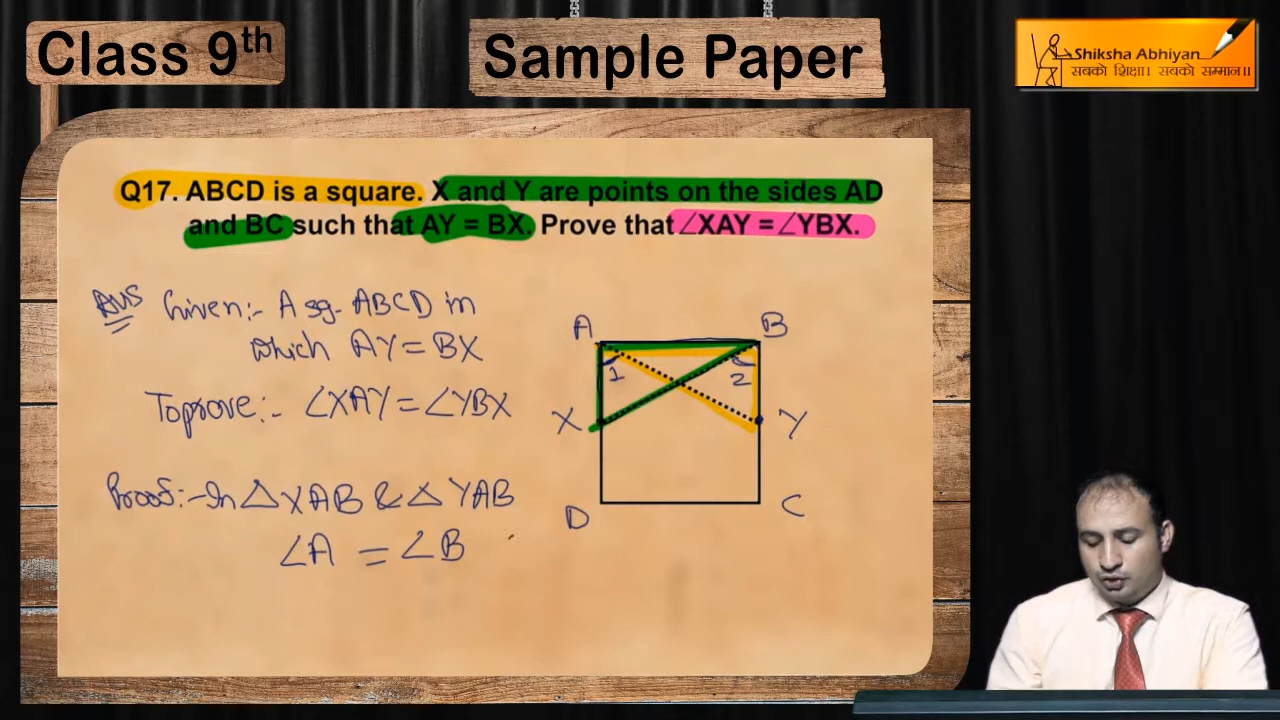 Class 9th
Sample Paper
Shiksha Abhiyan
सबको शिक्षा। सबको सम्मान।।
Q17. ABCD is a square. X and Y are points on the sides AD
and BC such that AY = BX. Prove that ∠XAY = ∠YBX.
Ans Given:- A sq. ABCD in
which AY = BX
To prove:- ∠XAY = ∠YBX
Proof:- In △ XAB & △ YAB
∠A = ∠B
A B
1 2
X Y
D C